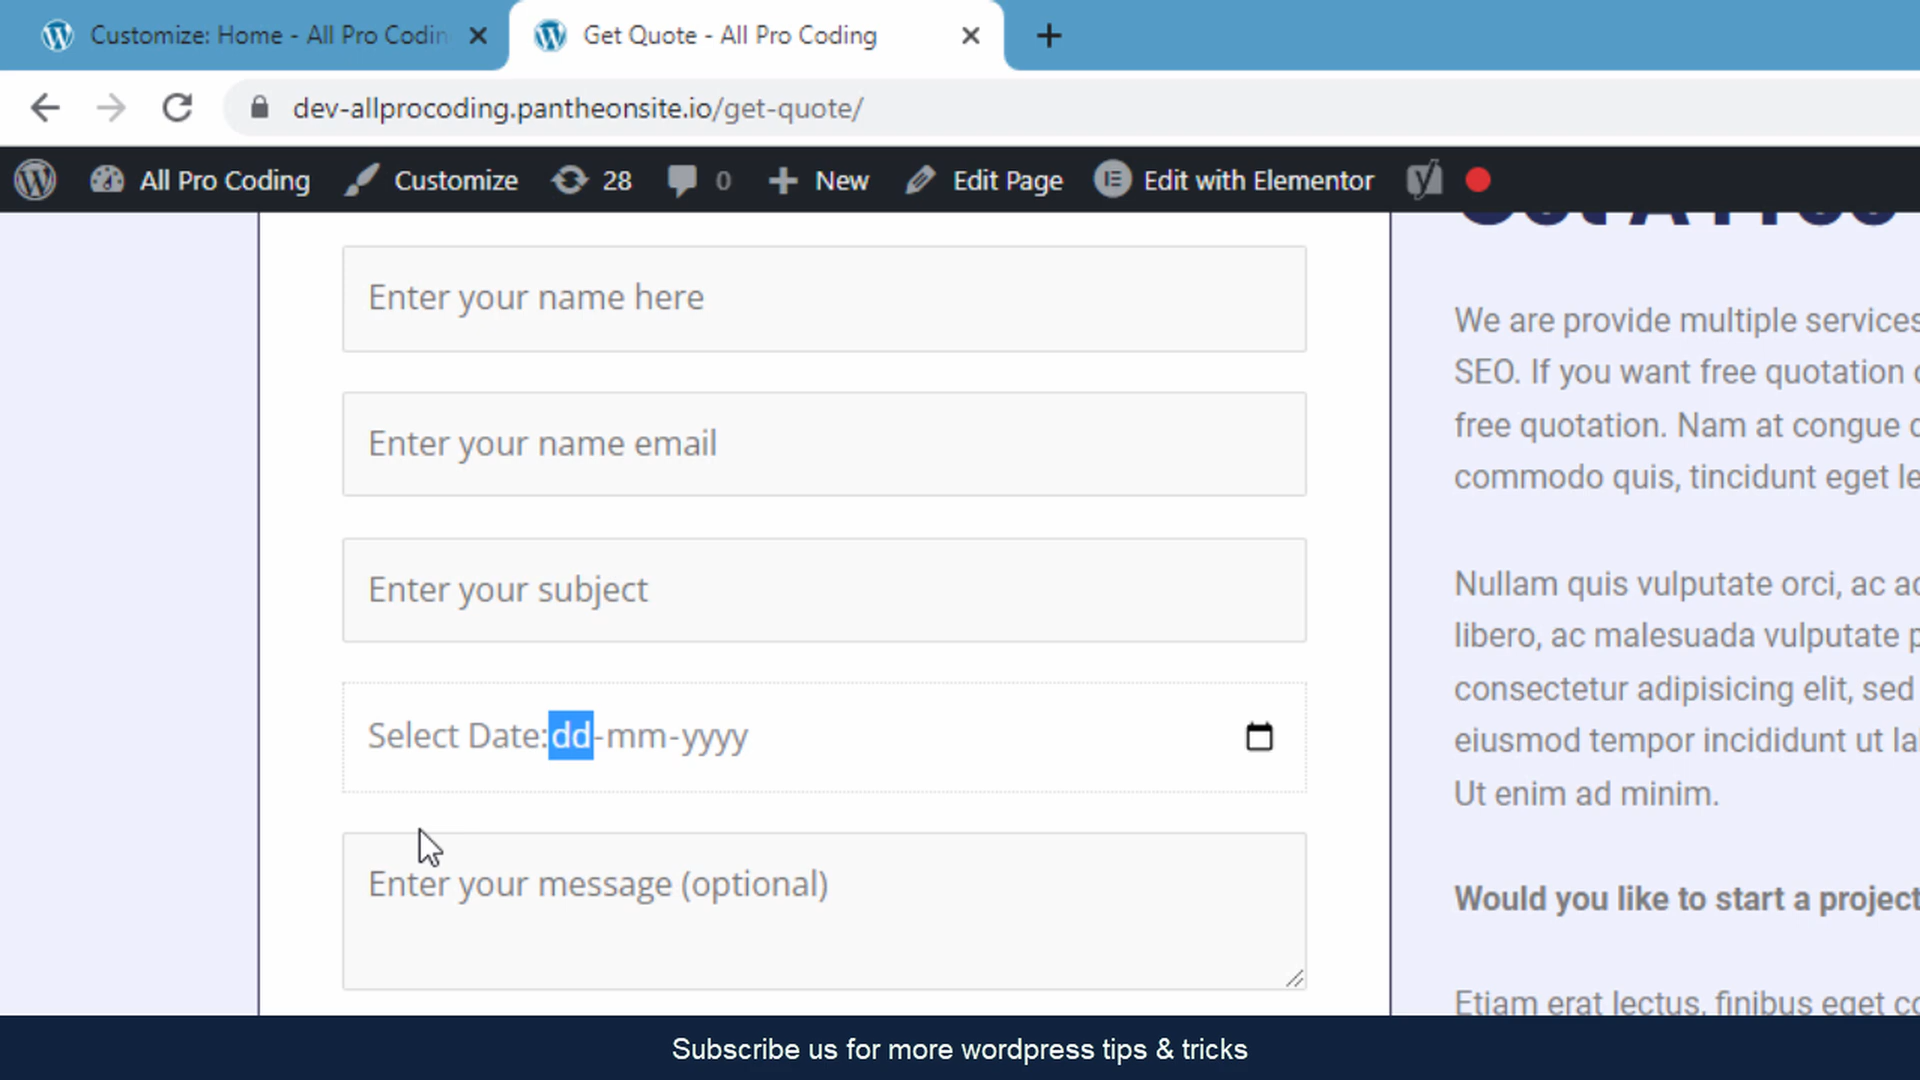 Customize: Home - All Pro Codin
Get Quote - All Pro Coding
dev-allprocoding.pantheonsite.io/get-quote/
All Pro Coding
Customize
28
0
New
Edit Page
Edit with Elementor
Enter your name here
Enter your name email
Enter your subject
Select Date:dd-mm-yyyy
Enter your message (optional)
We are provide multiple services
SEO. If you want free quotation
free quotation. Nam at congue
commodo quis, tincidunt eget
Nullam quis vulputate orci, ac
libero, ac malesuada vulputate
consectetur adipisicing elit, sed
eiusmod tempor incididunt ut
Ut enim ad minim.
Would you like to start a project
Etiam erat lectus, finibus eget
Subscribe us for more wordpress tips & tricks